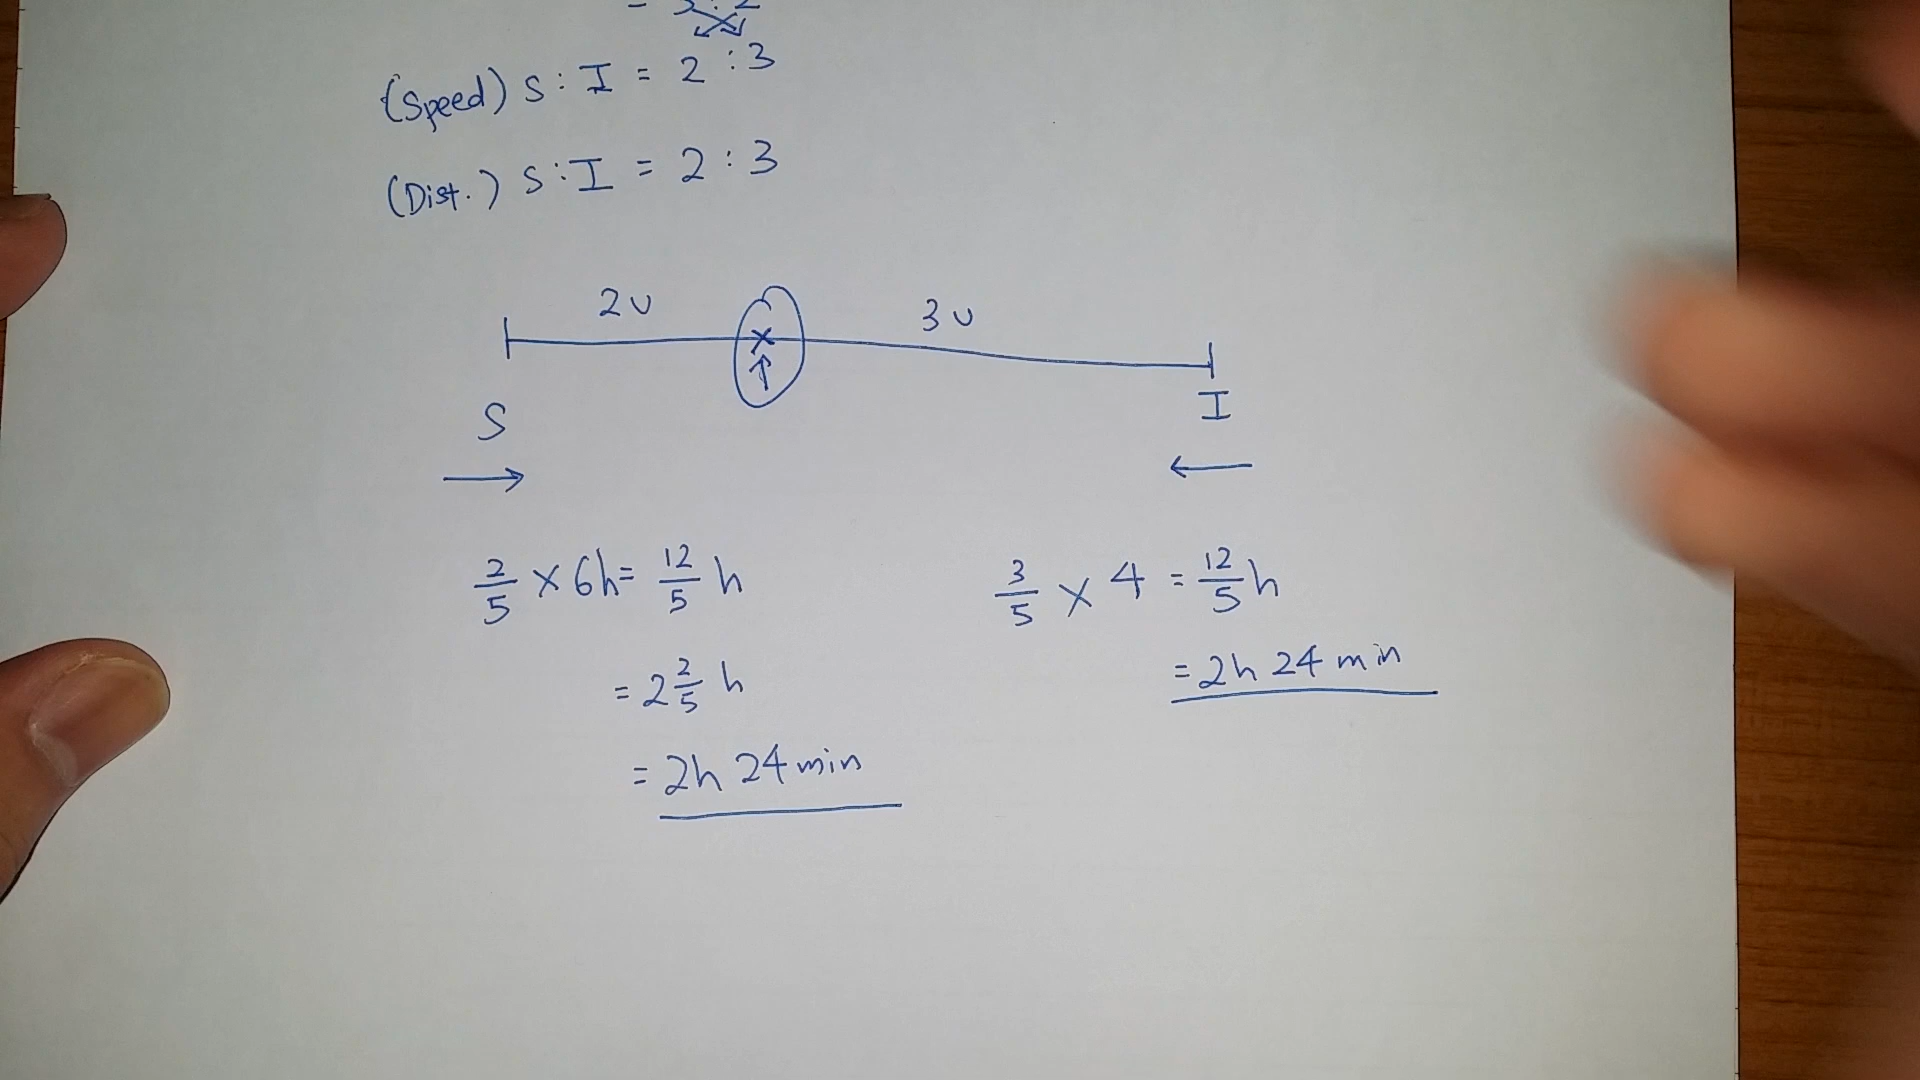 (Speed) S : I = 2 : 3
(Dist.) S : I = 2 : 3
2u 3u
S I
2/5 × 6h = 12/5 h
= 2 2/5 h
= 2h 24 min
3/5 × 4 = 12/5 h
= 2h 24 min